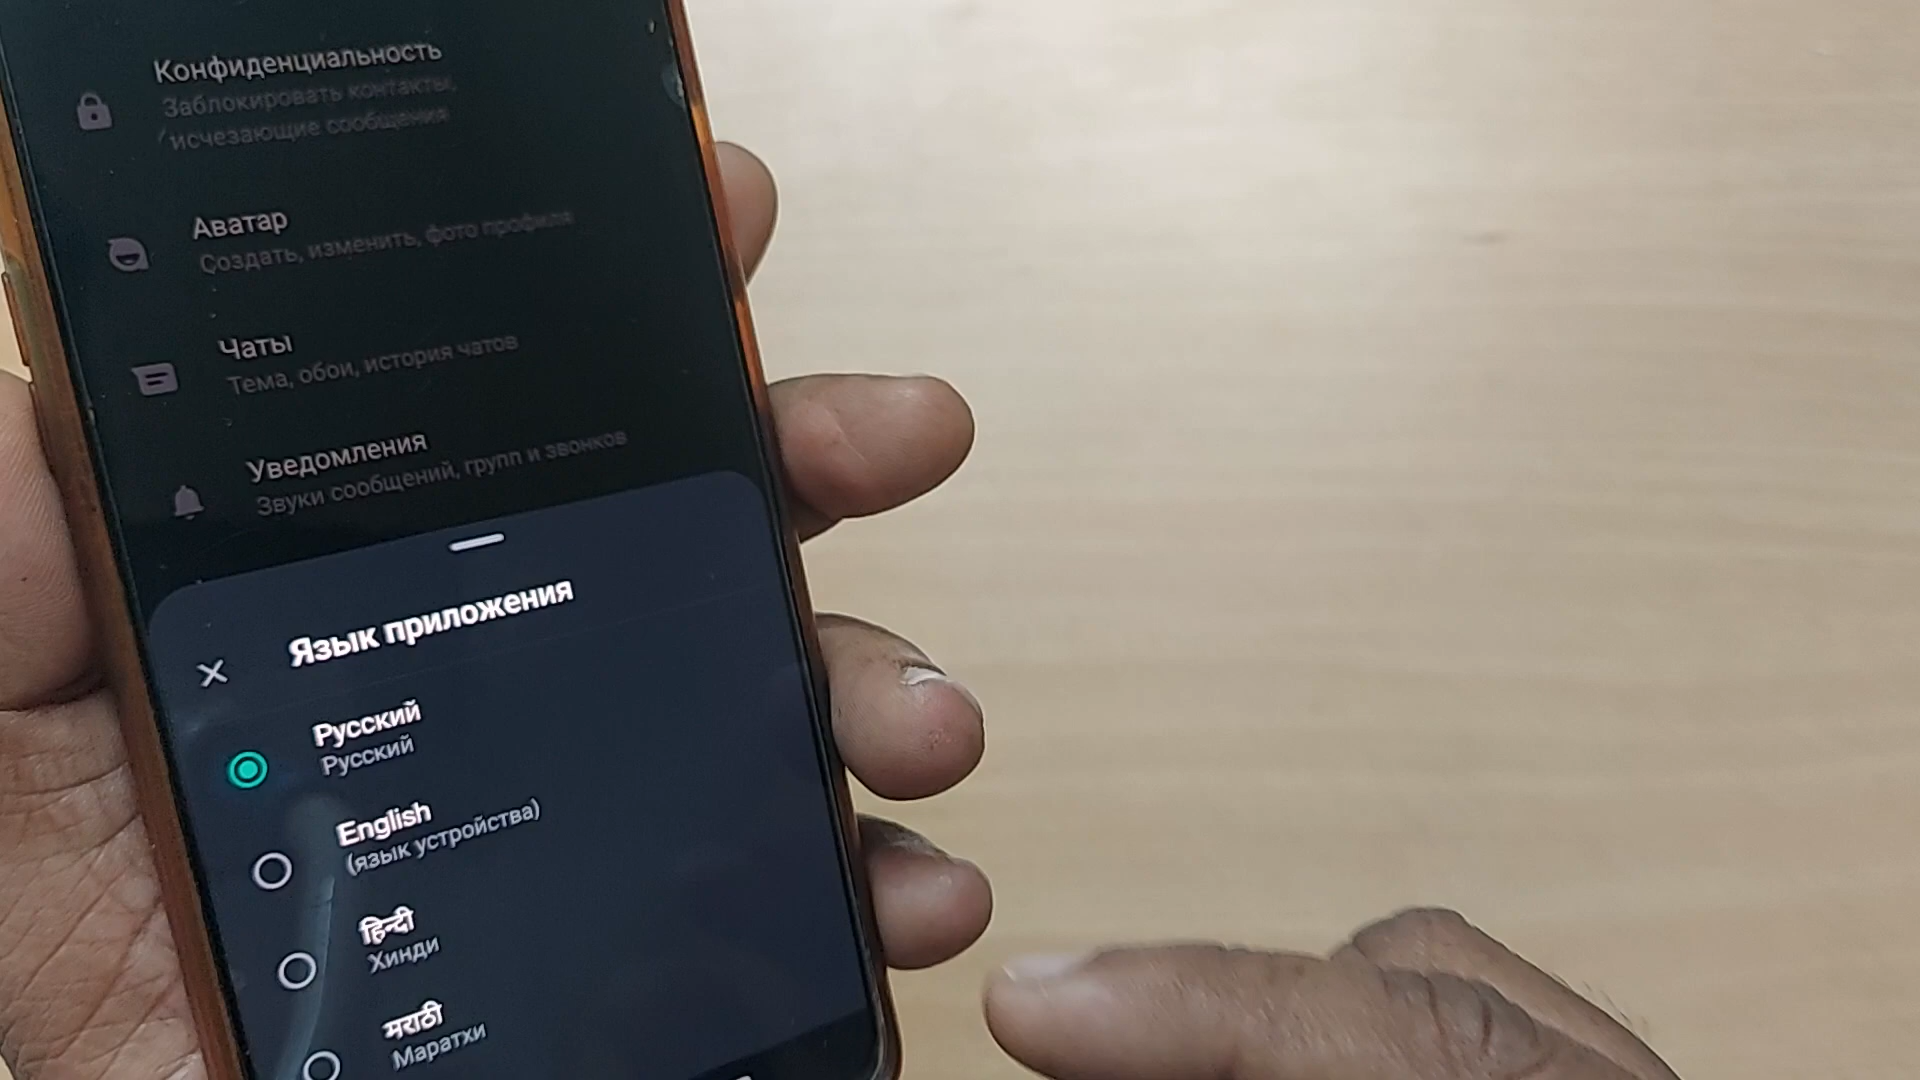 Конфиденциальность
Заблокировать контакты,
исчезающие сообщения
Аватар
Создать, изменить, фото профиля
Чаты
Тема, обои, история чатов
Уведомления
Звуки сообщений, групп и звонков
Язык приложения
Русский
Русский
English
(язык устройства)
हिन्दी
Хинди
मराठी
Маратхи